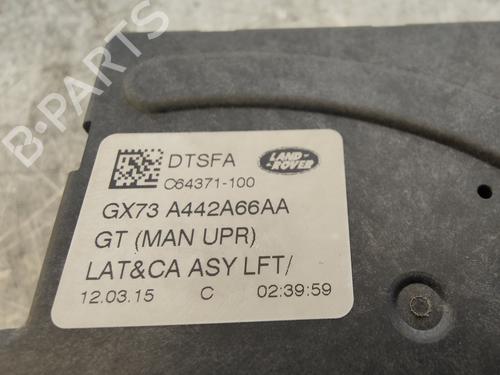 B-PARTS
DTSFA
LAND-
ROVER
C64371-100
GX73 A442A66AA
GT (MAN UPR)
LAT&CA ASY LFT/
12.03.15 C 02:39:59